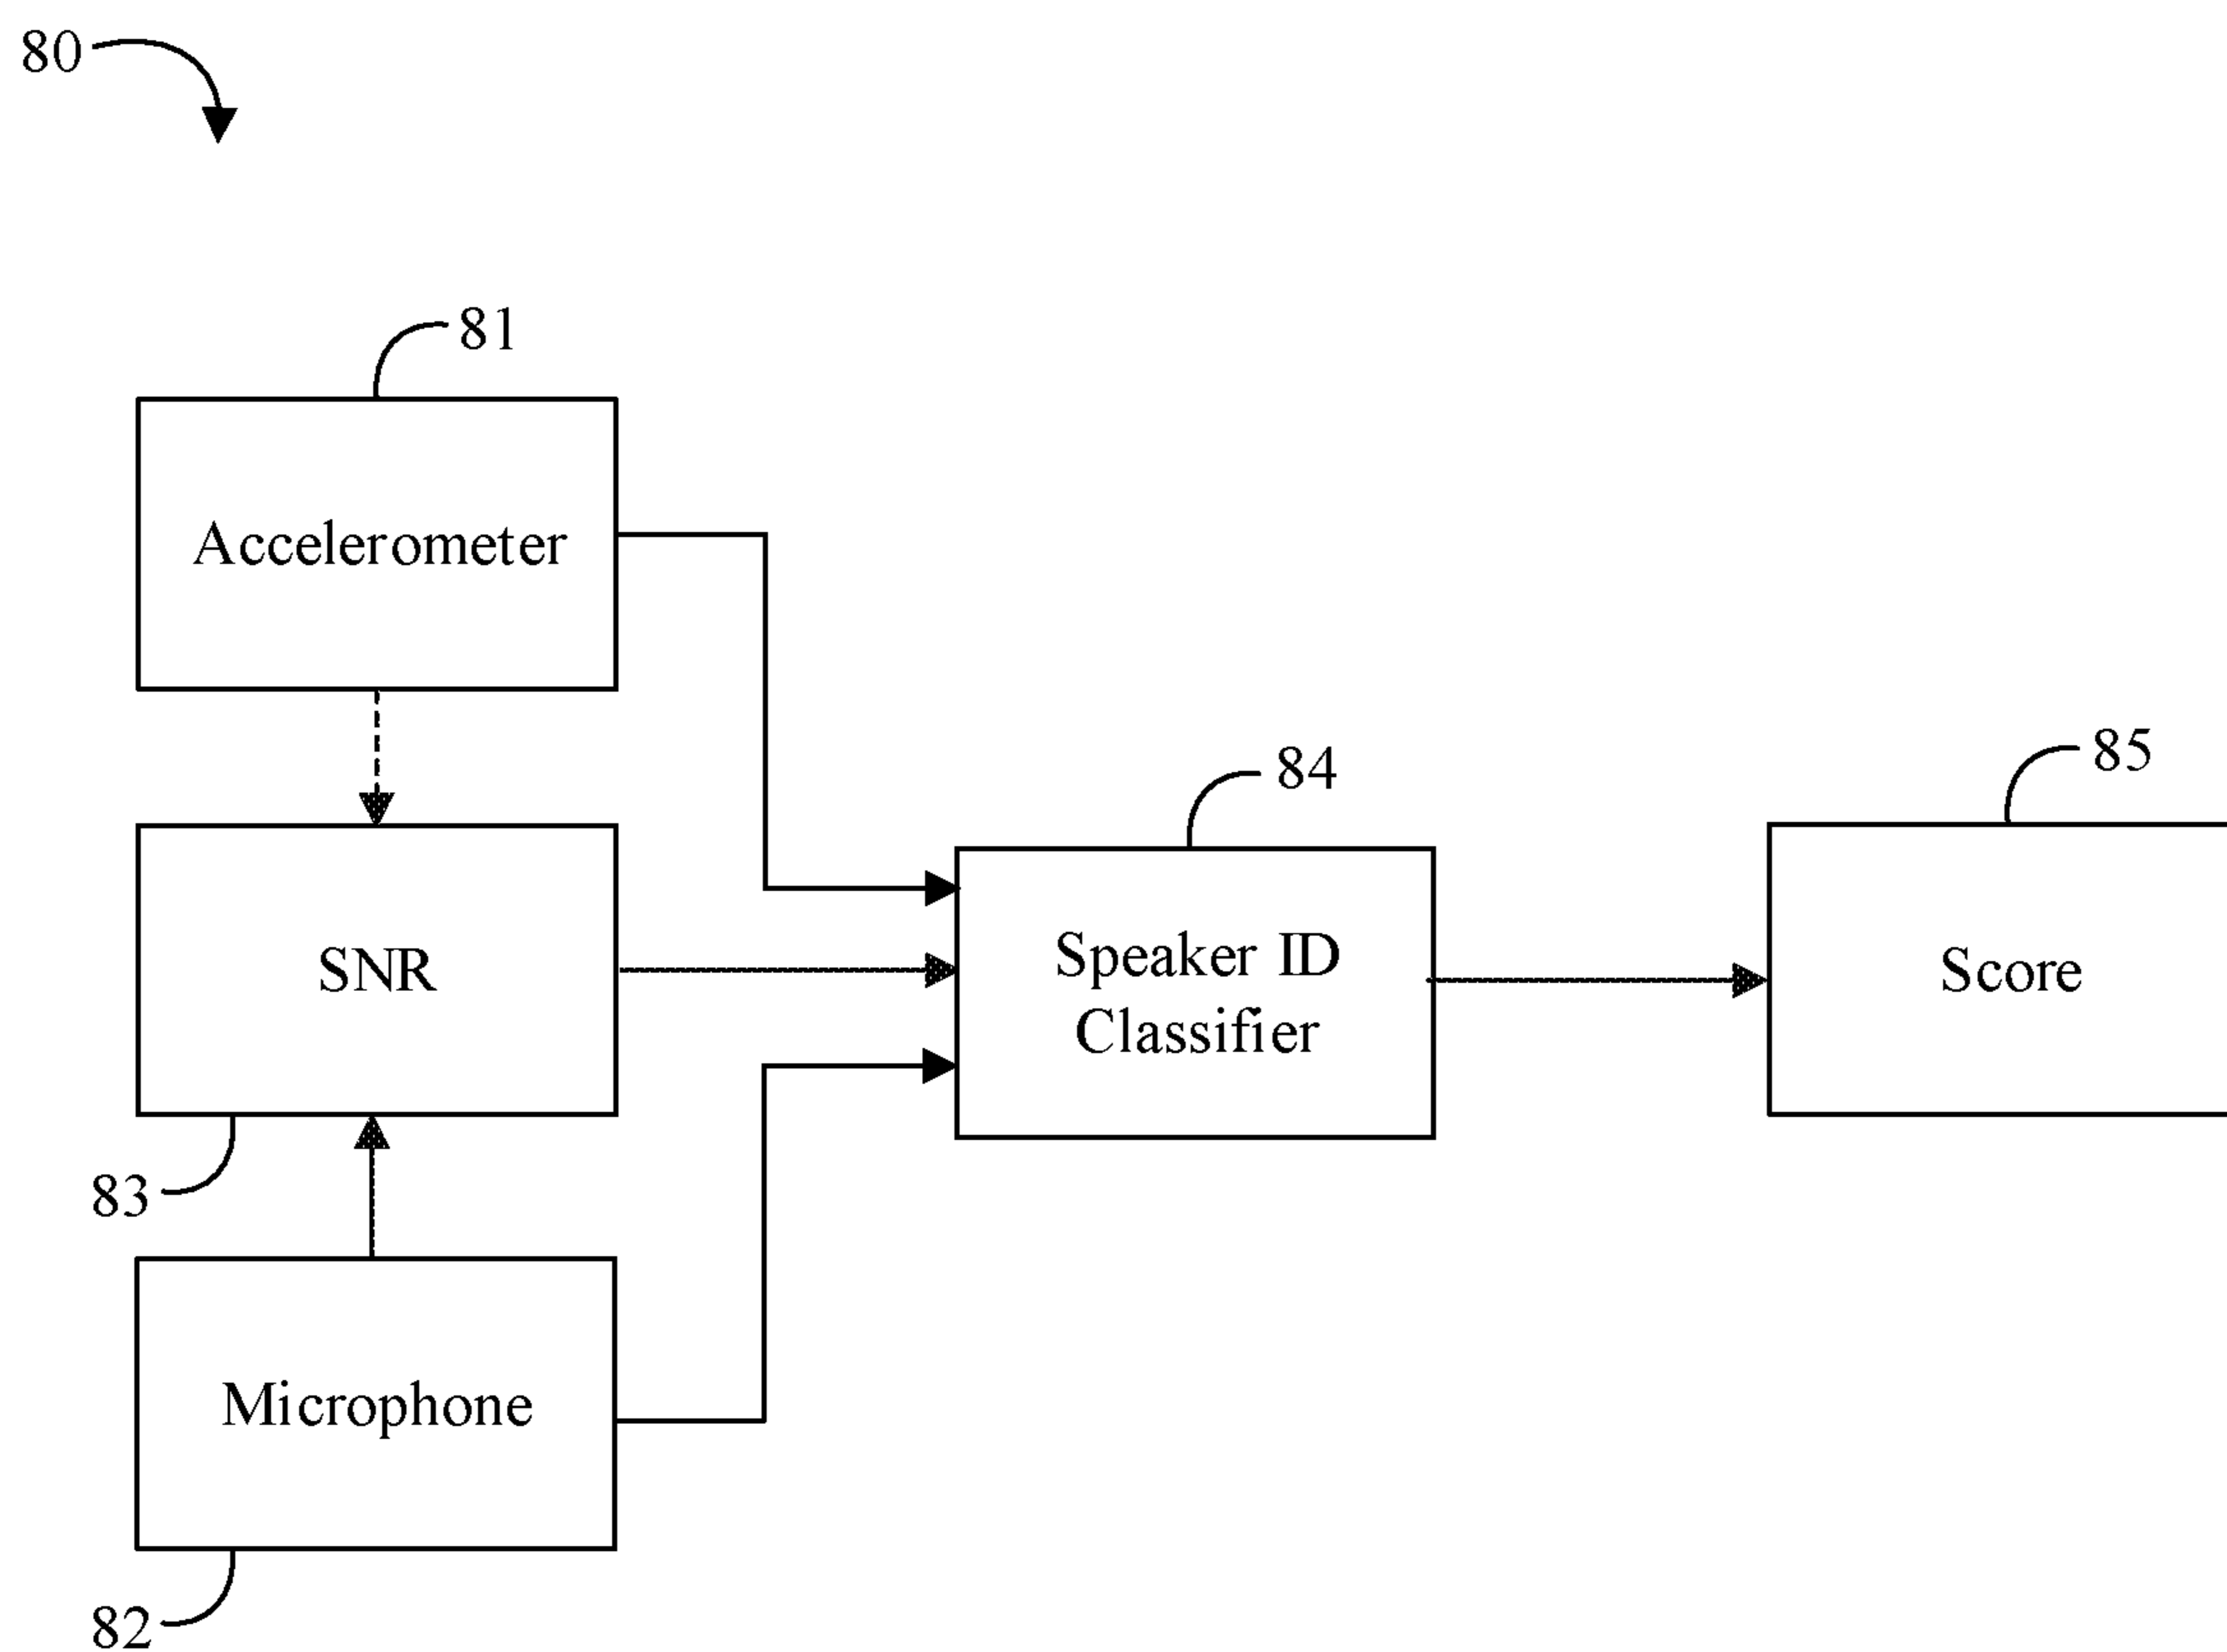 80
81
Accelerometer
84
85
SNR
Speaker ID
Classifier
Score
83
Microphone
82